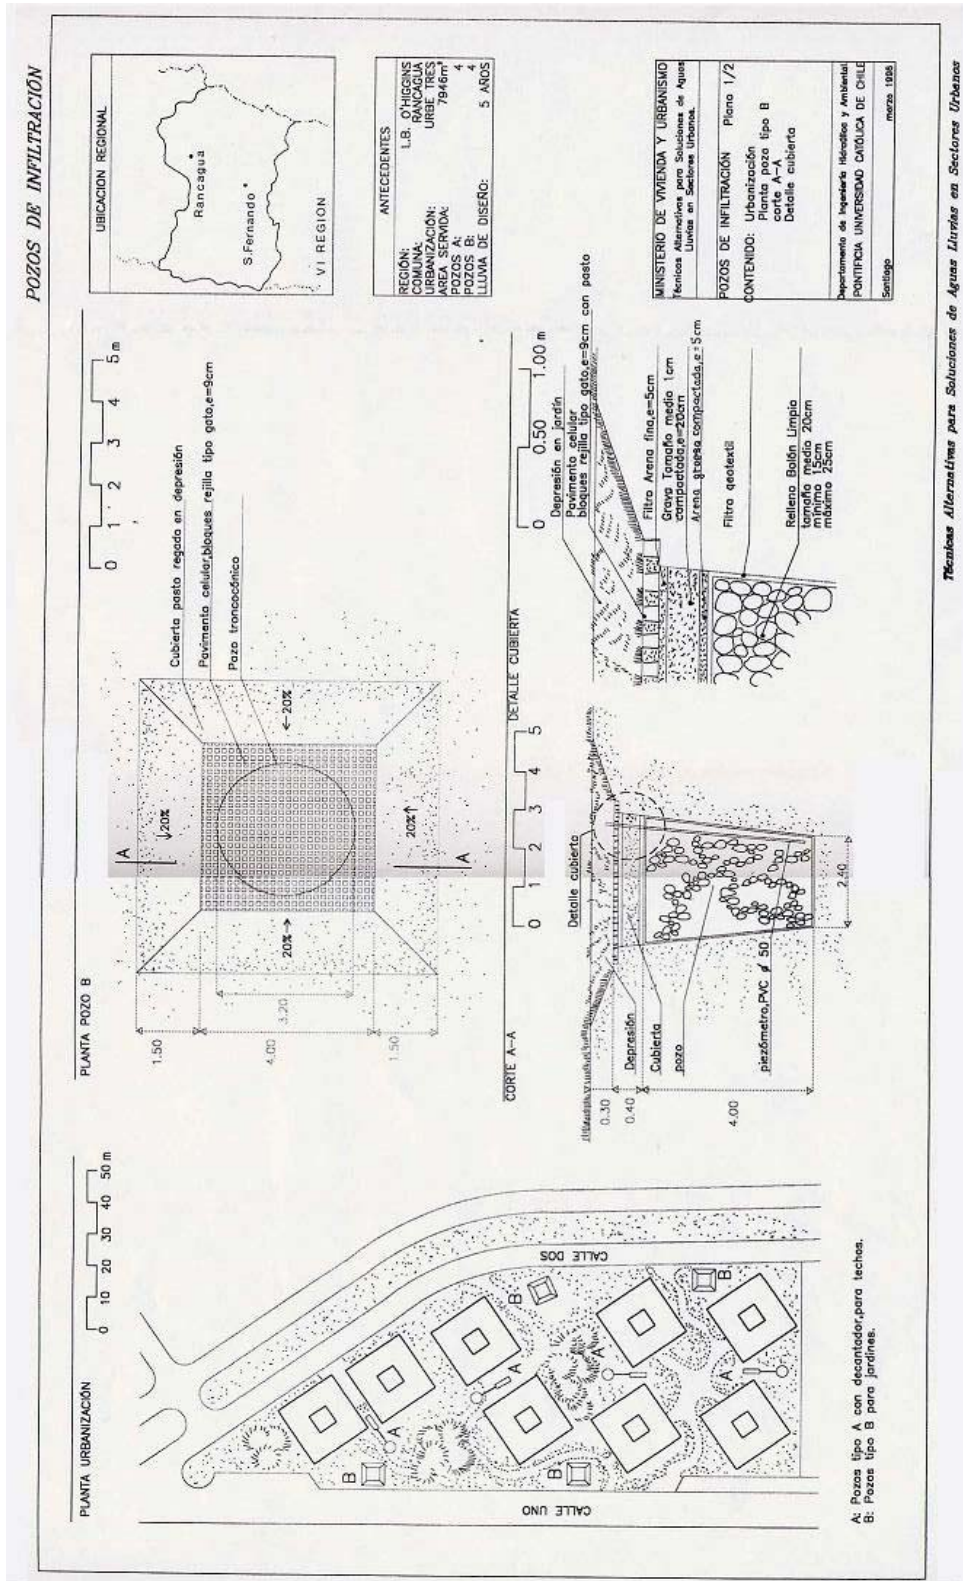 POZOS DE INFILTRACIÓN
PLANTA URBANIZACIÓN
0 10 20 30 40 50 m
CALLE UNO
CALLE DOS
B
B
B
B
A
A
A
A
A: Pozos tipo A con decantador,para techos.
B: Pozos tipo B para jardines.
PLANTA POZO B
0 1 2 3 4 5 m
1.50
4.00
1.50
3.20
20%
20%
20%
20%
A
A
Cubierta pasto regada en depresión
Pavimento celular,bloques rejilla tipo gato,e=9cm
Pozo troncocónico
CORTE A-A
0 1 2 3 4 5
0.30
0.40
4.00
2.40
Detalle cubierta
Depresión
Cubierta
pozo
piezómetro,PVC ø 50
DETALLE CUBIERTA
0 0.50 1.00 m
Depresión en jardín
Pavimento celular
bloques rejilla tipo gato,e=9cm con pasto
Filtro Arena fina,e=5cm
Grava Tamaño medio 1cm
compactada,e=20cm
Arena gruesa compactada,e=5cm
Filtro geotextil
Relleno Bolón Limpio
tamaño medio 20cm
mínimo 15cm
máximo 25cm
UBICACION REGIONAL
Rancagua
S.Fernando
VI REGION
ANTECEDENTES
REGIÓN: L.B. O'HIGGINS
COMUNA: RANCAGUA
URBANIZACIÓN: URBE TRES
AREA SERVIDA: 7946m²
POZOS A: 4
POZOS B: 4
LLUVIA DE DISEÑO: 5 AÑOS
MINISTERIO DE VIVIENDA Y URBANISMO
Técnicas Alternativas para Soluciones de Aguas
Lluvias en Sectores Urbanos.
POZOS DE INFILTRACIÓN Plano 1/2
CONTENIDO: Urbanización
Planta pozo tipo B
corte A-A
Detalle cubierta
Departamento de Ingeniería Hidráulica y Ambiental
PONTIFICIA UNIVERSIDAD CATÓLICA DE CHILE
Santiago marzo 1996
Técnicas Alternativas para Soluciones de Aguas Lluvias en Sectores Urbanos